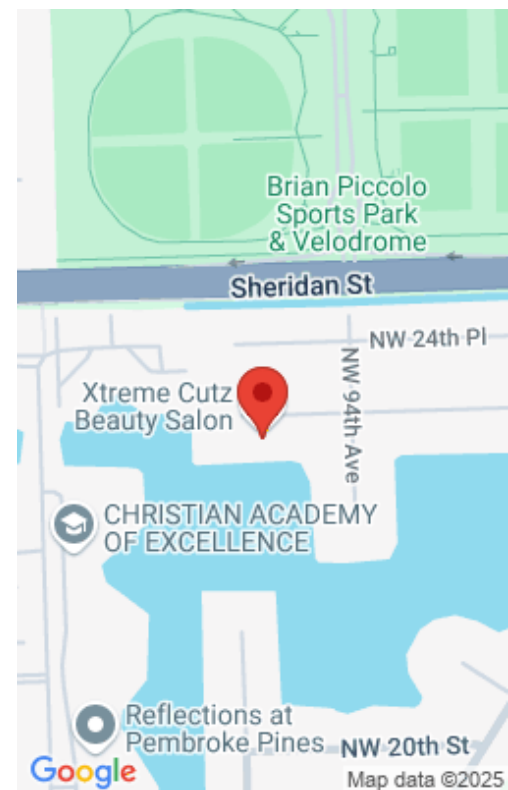 Brian Piccolo
Sports Park
& Velodrome
Sheridan St
NW 24th Pl
Xtreme Cutz
Beauty Salon
NW 94th Ave
CHRISTIAN ACADEMY
OF EXCELLENCE
Reflections at
Pembroke Pines
NW 20th St
Google
Map data ©2025